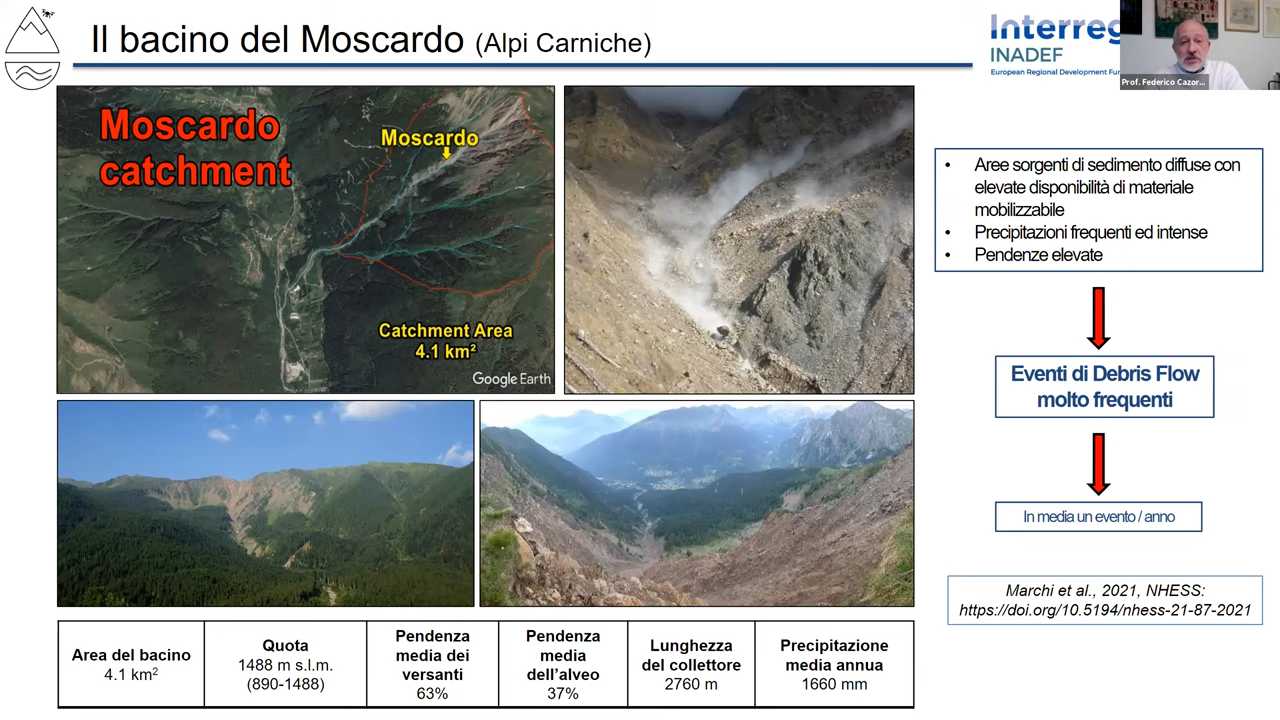 Il bacino del Moscardo (Alpi Carniche)
Interreg
INADEF
European Regional Development
Prof. Federico Cazor...
Moscardo
catchment
Moscardo
Catchment Area
4.1 km²
Google Earth
• Aree sorgenti di sedimento diffuse con
elevate disponibilità di materiale
mobilizzabile
• Precipitazioni frequenti ed intense
• Pendenze elevate
Eventi di Debris Flow
molto frequenti
In media un evento / anno
Marchi et al., 2021, NHESS:
https://doi.org/10.5194/nhess-21-87-2021
Area del bacino
4.1 km²
Quota
1488 m s.l.m.
(890-1488)
Pendenza
media dei
versanti
63%
Pendenza
media
dell'alveo
37%
Lunghezza
del collettore
2760 m
Precipitazione
media annua
1660 mm